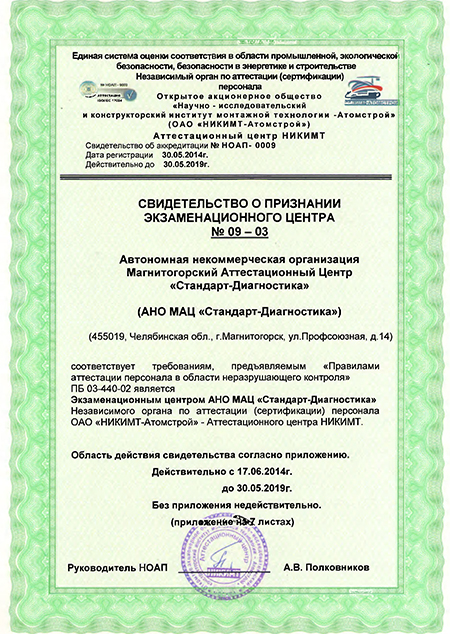 Единая система оценки соответствия в области промышленной, экологической
безопасности, безопасности в энергетике и строительстве
Независимый орган по аттестации (сертификации)
персонала
Открытое акционерное общество
«Научно - исследовательский
и конструкторский институт монтажной технологии -Атомстрой»
(ОАО «НИКИМТ-Атомстрой»)
Аттестационный центр НИКИМТ
Свидетельство об аккредитации № НОАП- 0009
Дата регистрации 30.05.2014г.
Действительно до 30.05.2019г.
СВИДЕТЕЛЬСТВО О ПРИЗНАНИИ
ЭКЗАМЕНАЦИОННОГО ЦЕНТРА
№ 09 – 03
Автономная некоммерческая организация
Магнитогорский Аттестационный Центр
«Стандарт-Диагностика»
(АНО МАЦ «Стандарт-Диагностика»)
(455019, Челябинская обл., г.Магнитогорск, ул.Профсоюзная, д.14)
соответствует требованиям, предъявляемым «Правилами
аттестации персонала в области неразрушающего контроля»
ПБ 03-440-02 является
Экзаменационным центром АНО МАЦ «Стандарт-Диагностика»
Независимого органа по аттестации (сертификации) персонала
ОАО «НИКИМТ-Атомстрой» - Аттестационного центра НИКИМТ.
Область действия свидетельства согласно приложению.
Действительно с 17.06.2014г.
до 30.05.2019г.
Без приложения недействительно.
(приложение на 7 листах)
Руководитель НОАП А.В. Полковников
НИКИМТ